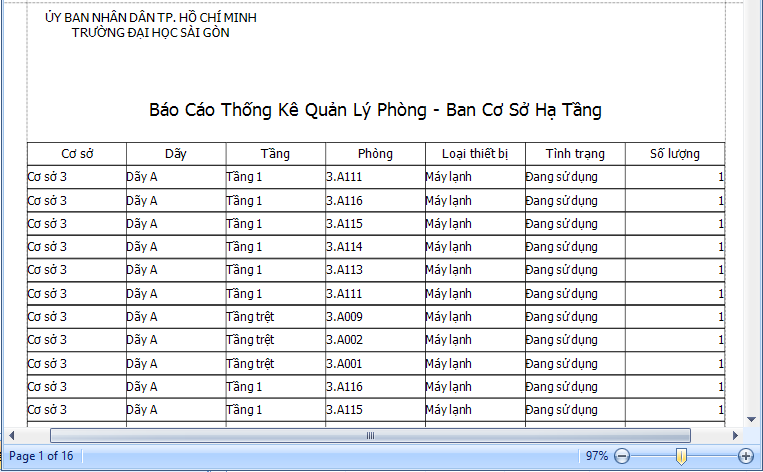 ỦY BAN NHÂN DÂN TP. HỒ CHÍ MINH
TRƯỜNG ĐẠI HỌC SÀI GÒN
Báo Cáo Thống Kê Quản Lý Phòng - Ban Cơ Sở Hạ Tầng
Cơ sở Dãy Tầng Phòng Loại thiết bị Tình trạng Số lượng
Cơ sở 3 Dãy A Tầng 1 3.A111 Máy lạnh Đang sử dụng 1
Cơ sở 3 Dãy A Tầng 1 3.A116 Máy lạnh Đang sử dụng 1
Cơ sở 3 Dãy A Tầng 1 3.A115 Máy lạnh Đang sử dụng 1
Cơ sở 3 Dãy A Tầng 1 3.A114 Máy lạnh Đang sử dụng 1
Cơ sở 3 Dãy A Tầng 1 3.A113 Máy lạnh Đang sử dụng 1
Cơ sở 3 Dãy A Tầng 1 3.A111 Máy lạnh Đang sử dụng 1
Cơ sở 3 Dãy A Tầng trệt 3.A009 Máy lạnh Đang sử dụng 1
Cơ sở 3 Dãy A Tầng trệt 3.A002 Máy lạnh Đang sử dụng 1
Cơ sở 3 Dãy A Tầng trệt 3.A001 Máy lạnh Đang sử dụng 1
Cơ sở 3 Dãy A Tầng 1 3.A116 Máy lạnh Đang sử dụng 1
Cơ sở 3 Dãy A Tầng 1 3.A115 Máy lạnh Đang sử dụng 1
Page 1 of 16 97%